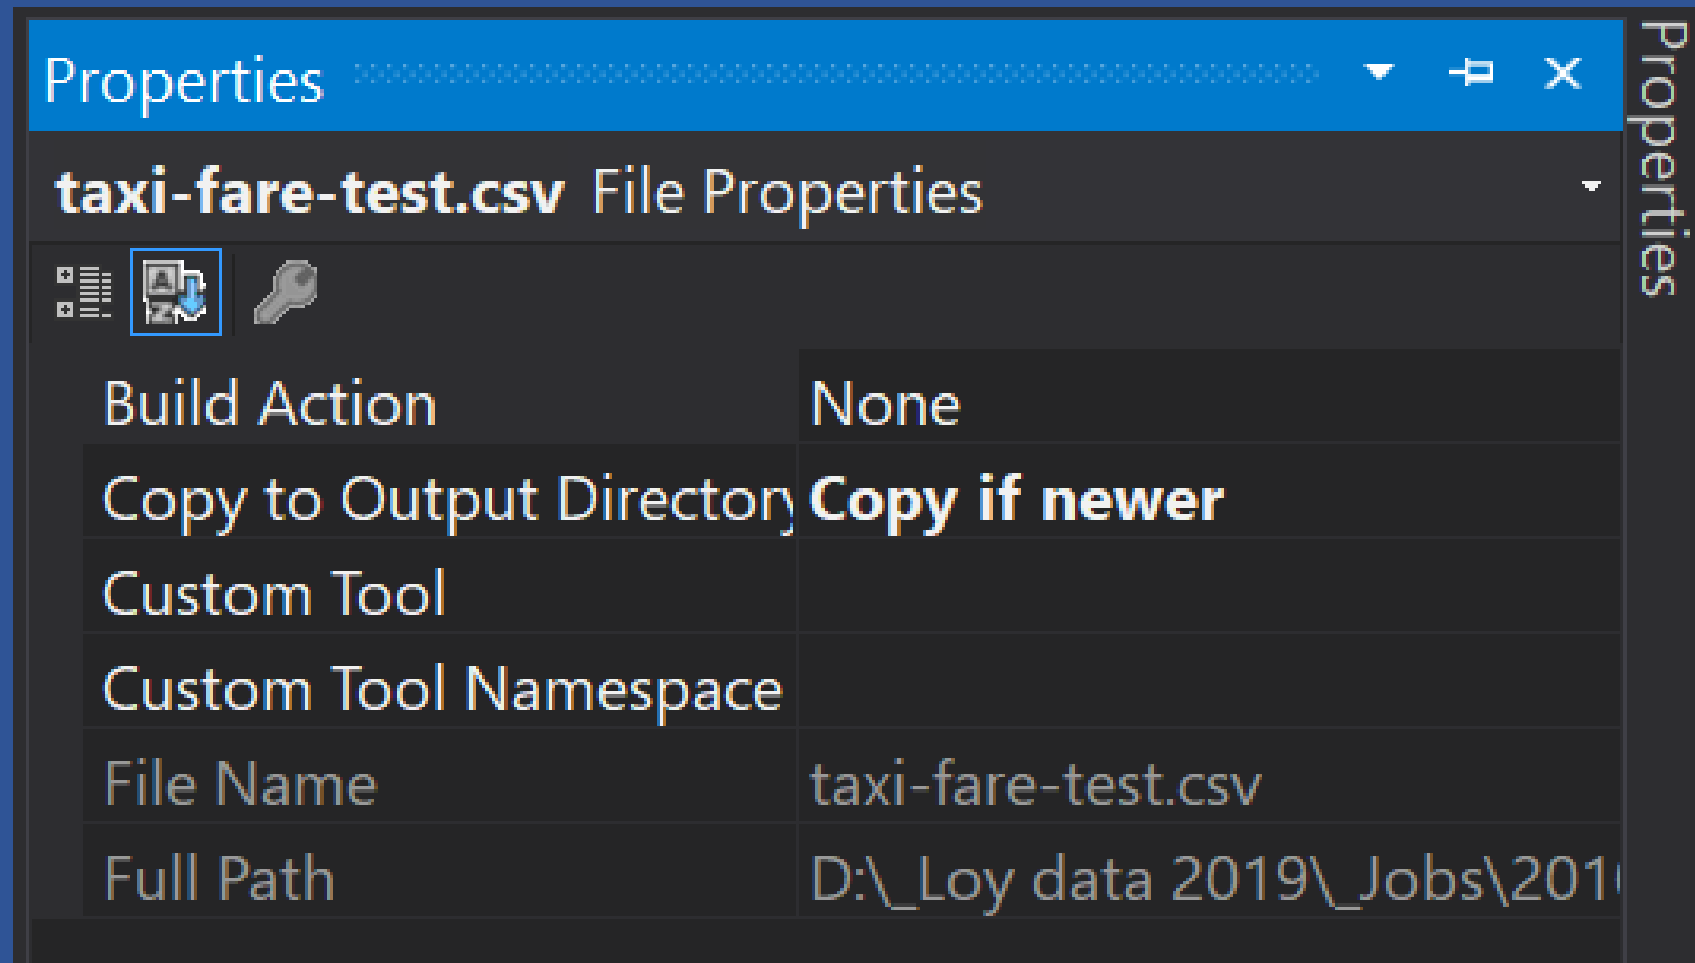 Properties
taxi-fare-test.csv File Properties
Build Action None
Copy to Output Directory Copy if newer
Custom Tool
Custom Tool Namespace
File Name taxi-fare-test.csv
Full Path D:\_Loy data 2019\_Jobs\201
Properties